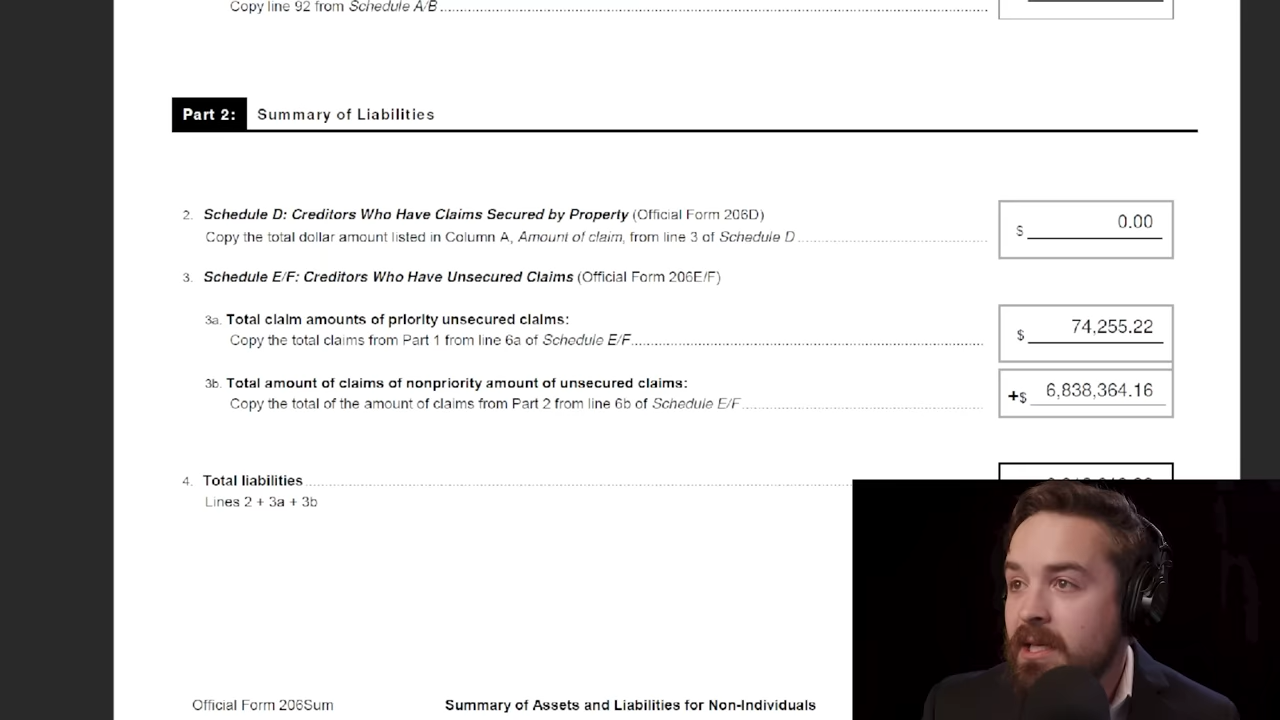 Copy line 92 from Schedule A/B
Part 2: Summary of Liabilities
2. Schedule D: Creditors Who Have Claims Secured by Property (Official Form 206D)
Copy the total dollar amount listed in Column A, Amount of claim, from line 3 of Schedule D
$ 0.00
3. Schedule E/F: Creditors Who Have Unsecured Claims (Official Form 206E/F)
3a. Total claim amounts of priority unsecured claims:
Copy the total claims from Part 1 from line 6a of Schedule E/F
$ 74,255.22
3b. Total amount of claims of nonpriority amount of unsecured claims:
Copy the total of the amount of claims from Part 2 from line 6b of Schedule E/F
+$ 6,838,364.16
4. Total liabilities
Lines 2 + 3a + 3b
Official Form 206Sum Summary of Assets and Liabilities for Non-Individuals